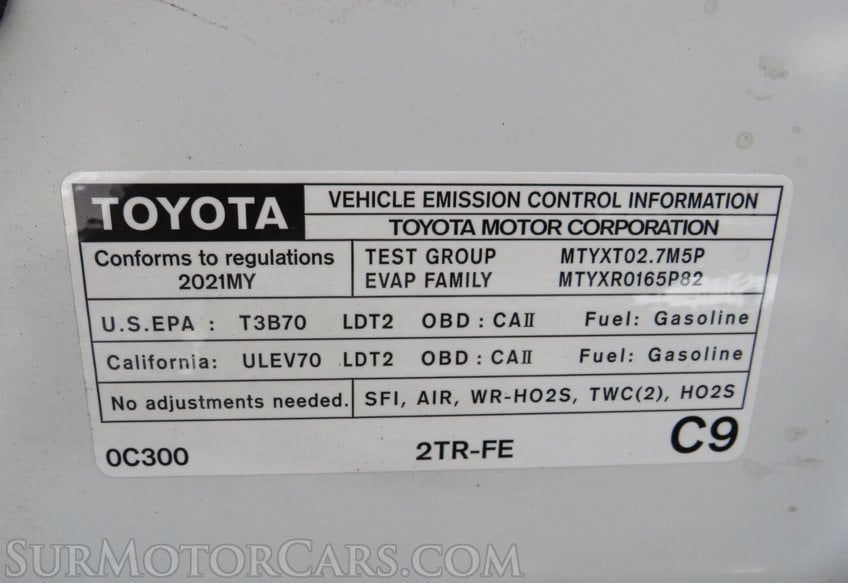 TOYOTA
VEHICLE EMISSION CONTROL INFORMATION
TOYOTA MOTOR CORPORATION
Conforms to regulations
2021MY
TEST GROUP MTYXT02.7M5P
EVAP FAMILY MTYXR0165P82
U.S.EPA : T3B70 LDT2 OBD : CAII Fuel: Gasoline
California: ULEV70 LDT2 OBD : CAII Fuel: Gasoline
No adjustments needed. SFI, AIR, WR-HO2S, TWC(2), HO2S
0C300 2TR-FE C9
SURMOTORCARS.COM